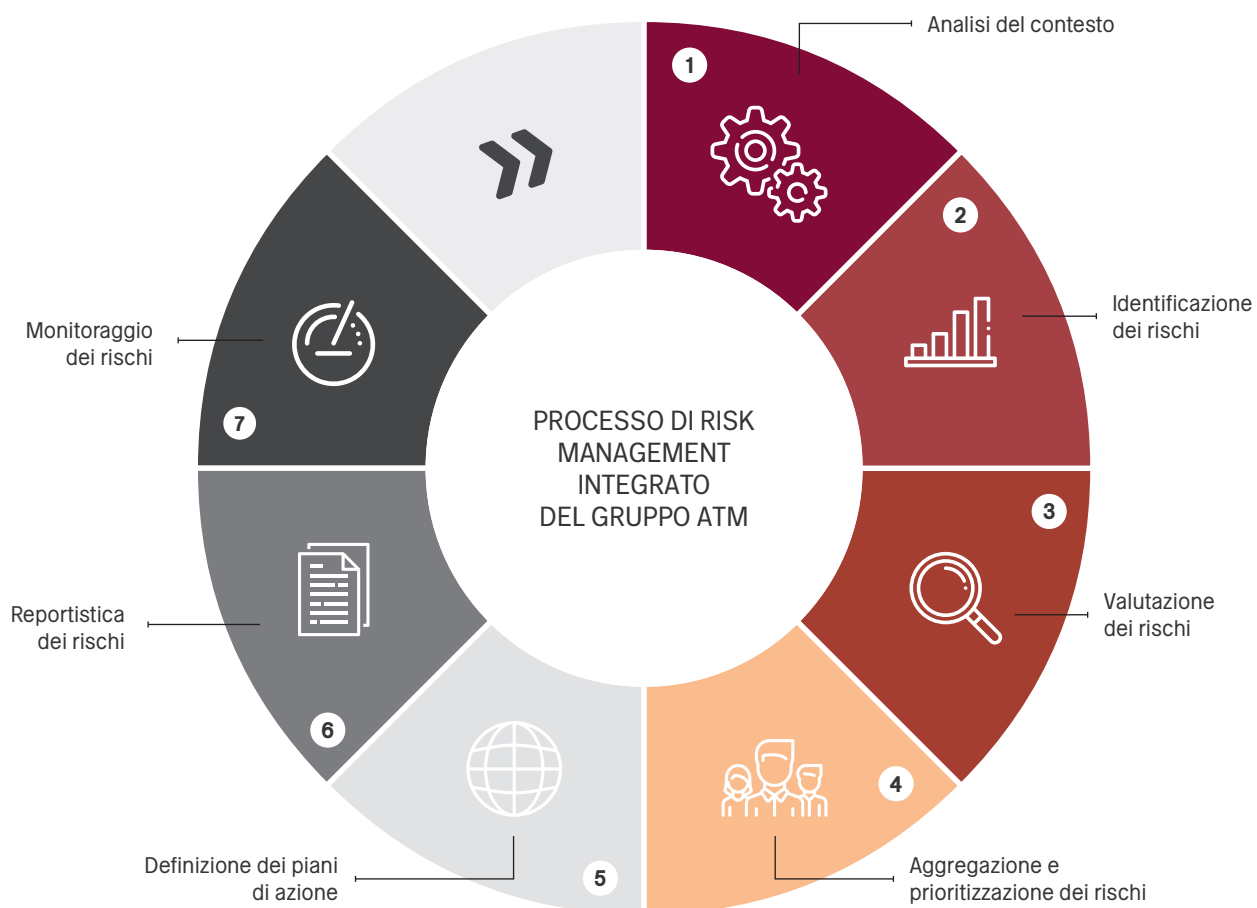 1
Analisi del contesto
2
Identificazione
dei rischi
3
Valutazione
dei rischi
4
Aggregazione e
prioritizzazione dei rischi
5
Definizione dei piani
di azione
6
Reportistica
dei rischi
7
Monitoraggio
dei rischi
PROCESSO DI RISK
MANAGEMENT
INTEGRATO
DEL GRUPPO ATM